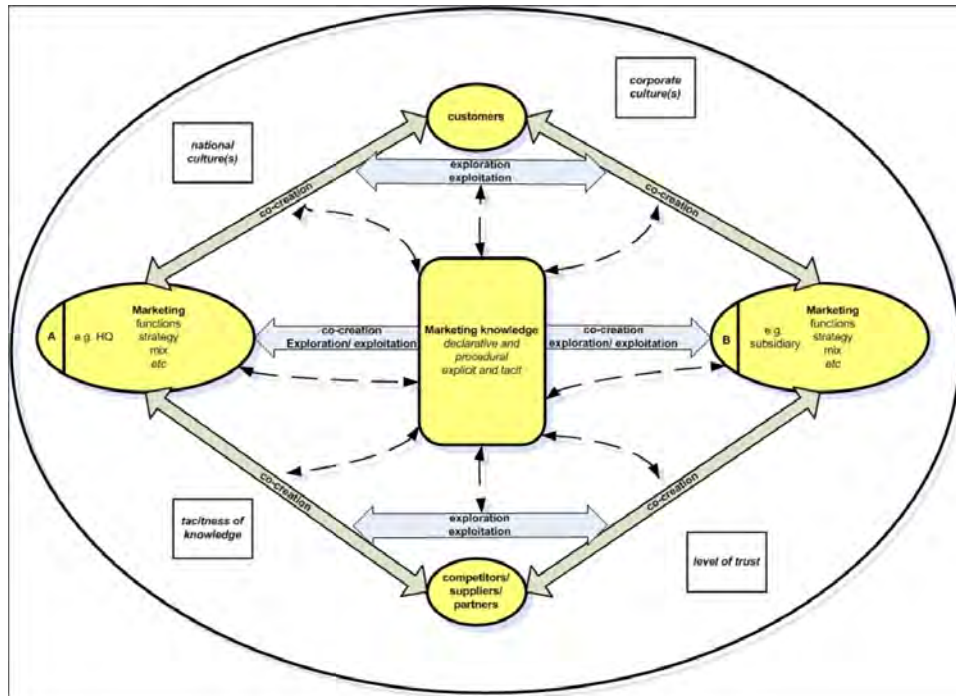 corporate
culture(s)
customers
national
culture(s)
exploration
exploitation
co-creation
co-creation
A
e.g. HQ
Marketing
functions
strategy
mix
etc
co-creation
Exploration/ exploitation
Marketing knowledge
declarative and
procedural
explicit and tacit
co-creation
exploration/ exploitation
B
e.g.
subsidiary
Marketing
functions
strategy
mix
etc
co-creation
co-creation
tacitness of
knowledge
exploration
exploitation
level of trust
competitors/
suppliers/
partners